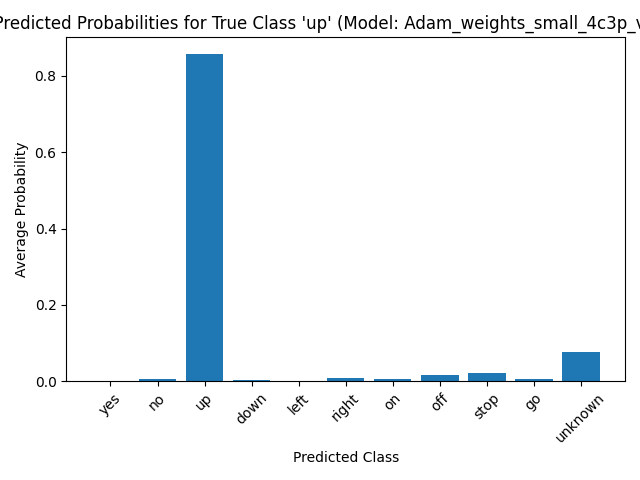 Predicted Probabilities for True Class 'up' (Model: Adam_weights_small_4c3p_v
0.8
0.6
0.4
0.2
0.0
Average Probability
yes no up down left right on off stop go unknown
Predicted Class